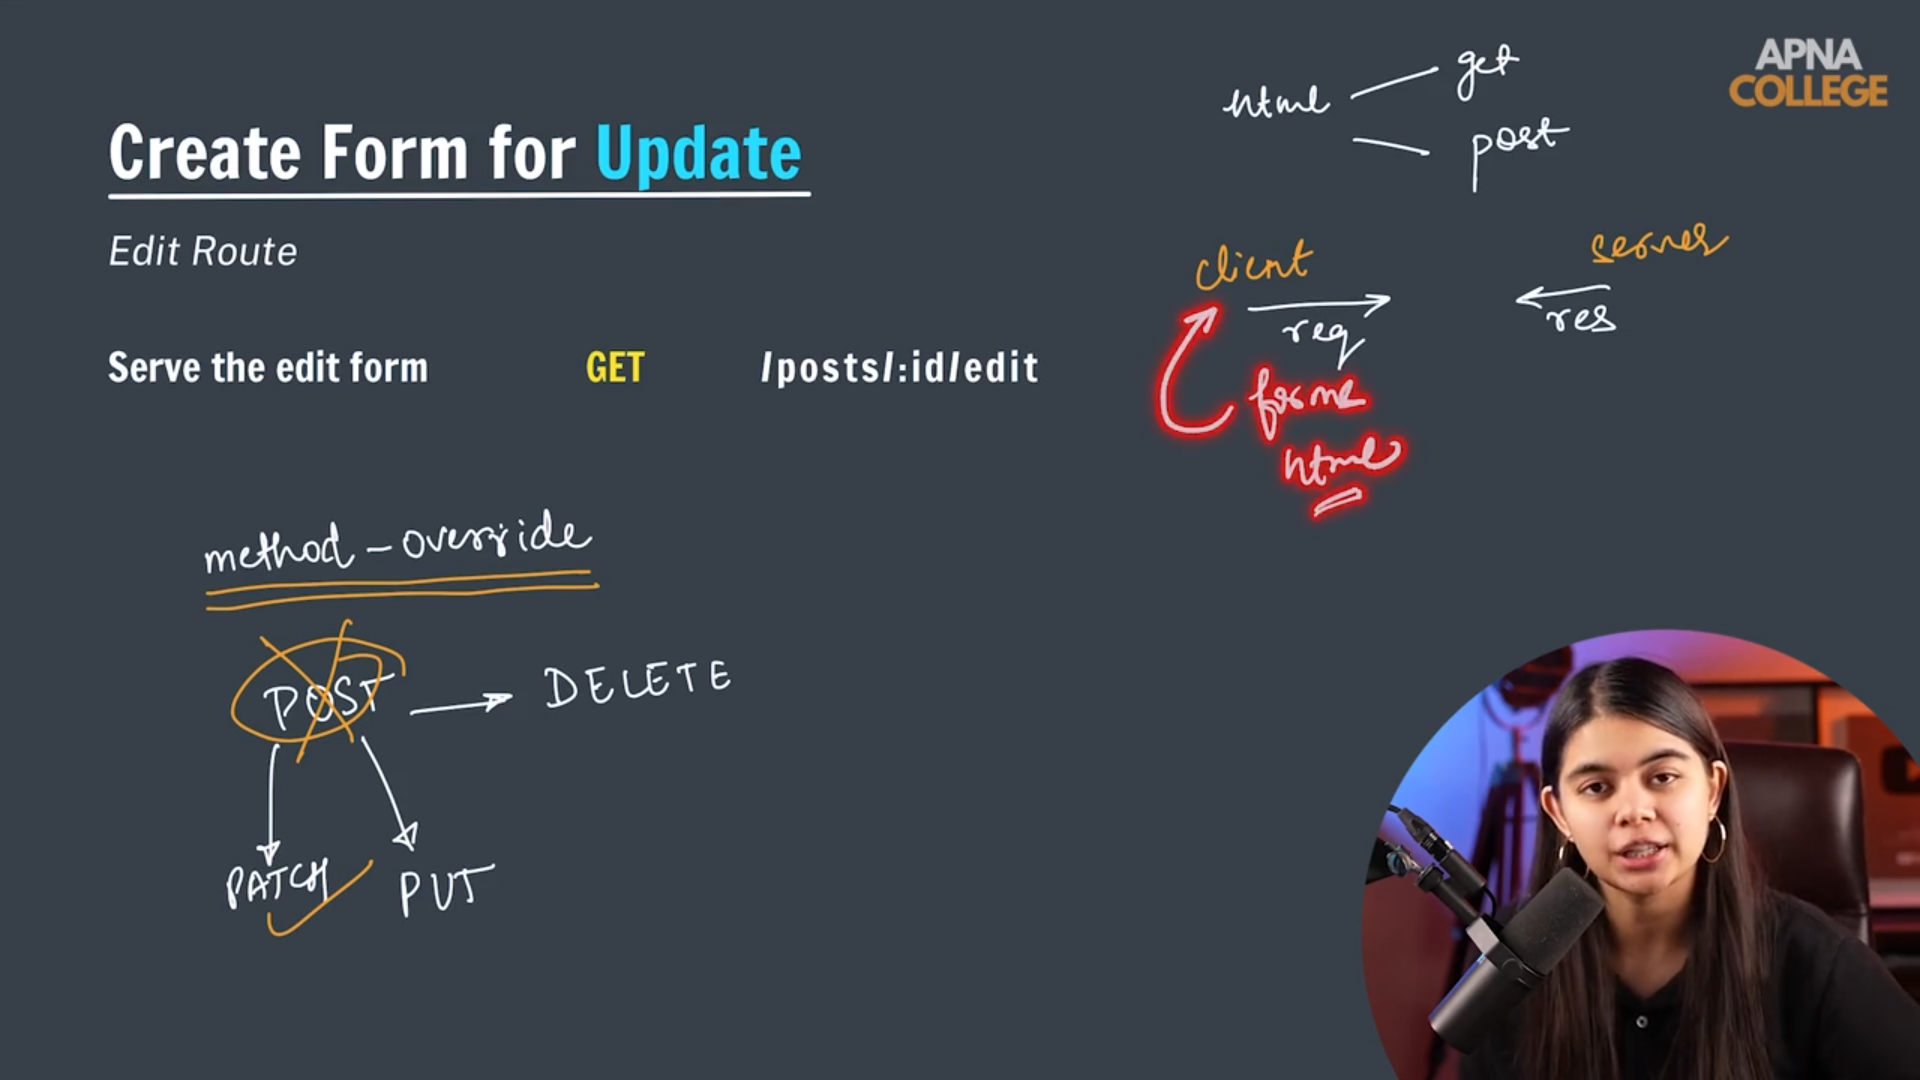 APNA
COLLEGE
Create Form for Update
Edit Route
Serve the edit form GET /posts/:id/edit
html
get
post
client
server
req
res
form
html
method-override
POST
DELETE
PATCH
PUT